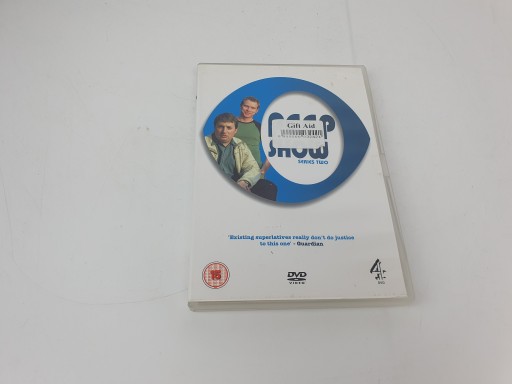 PEEP
Gift Aid
SHOW
SERIES TWO
'Existing superlatives really don't do justice
to this one' - Guardian
15
DVD
VIDEO
4